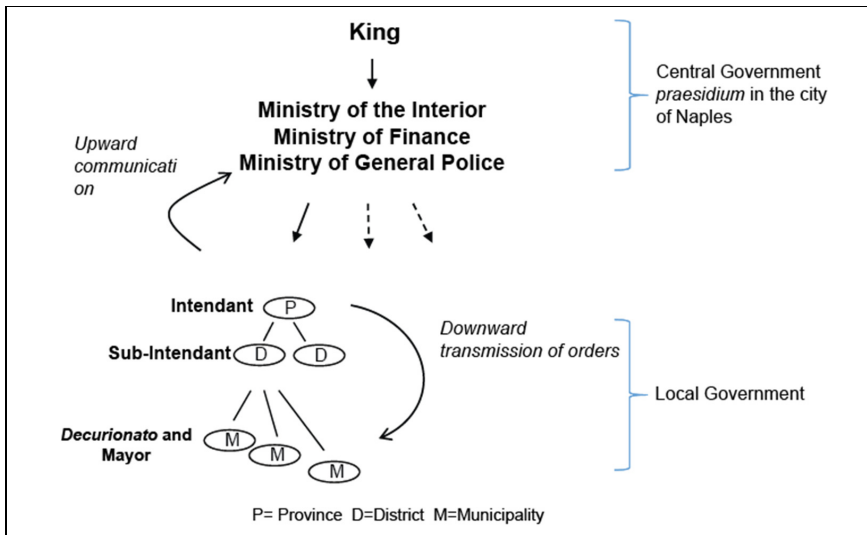 King
Central Government
praesidium in the city
of Naples
Ministry of the Interior
Ministry of Finance
Ministry of General Police
Upward
communicati
on
Intendant P
Sub-Intendant D D
Downward
transmission of orders
Local Government
Decurionato and
Mayor
M
M
M
P= Province D=District M=Municipality